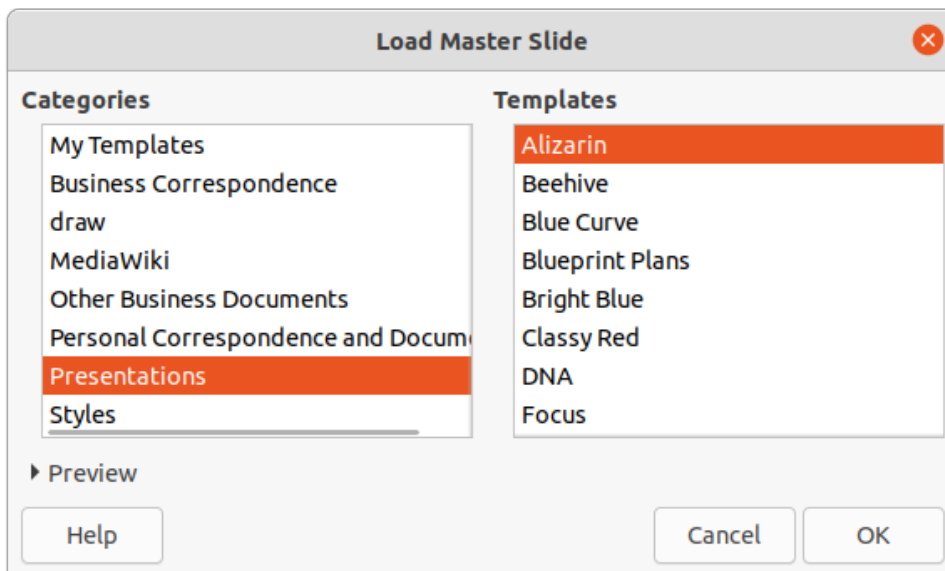 Load Master Slide
Categories
My Templates
Business Correspondence
draw
MediaWiki
Other Business Documents
Personal Correspondence and Docum
Presentations
Styles
Templates
Alizarin
Beehive
Blue Curve
Blueprint Plans
Bright Blue
Classy Red
DNA
Focus
Preview
Help
Cancel
OK